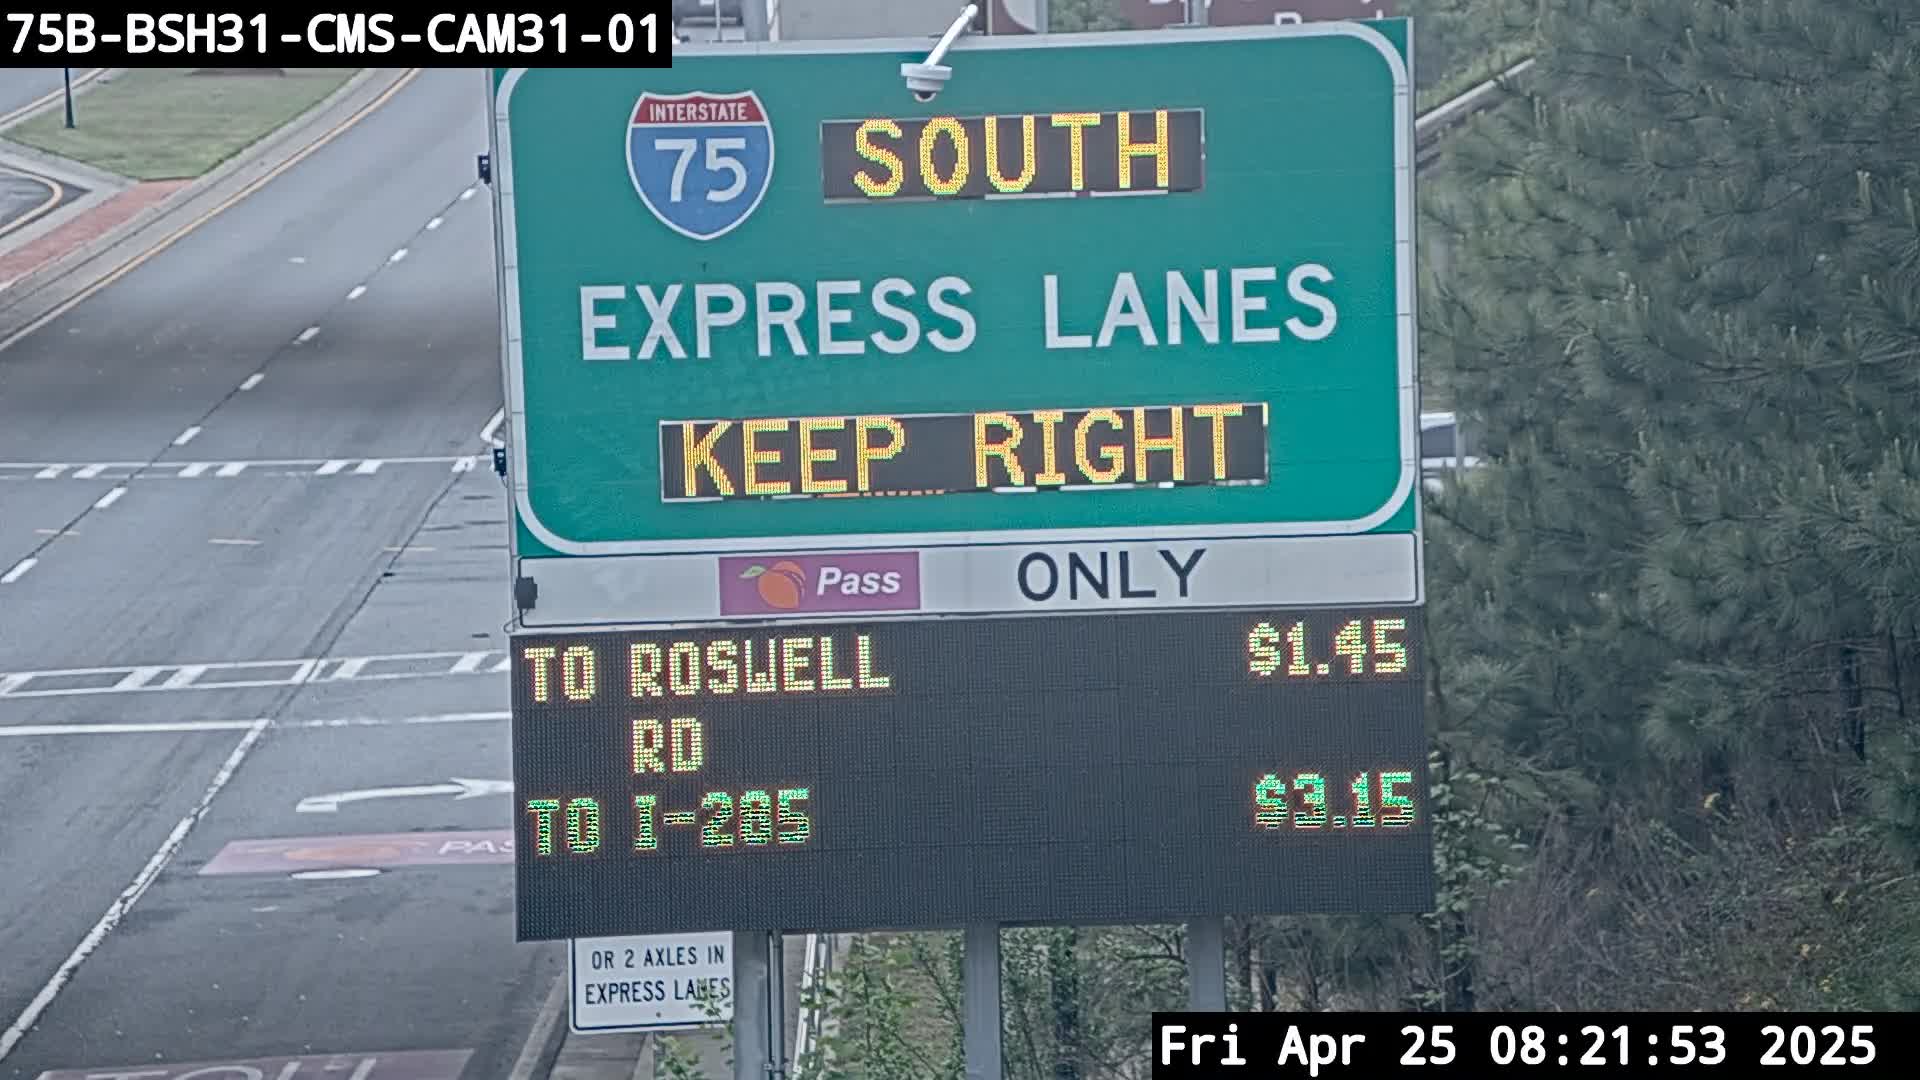 75B-BSH31-CMS-CAM31-01
INTERSTATE
75
SOUTH
EXPRESS LANES
KEEP RIGHT
Pass
ONLY
TO ROSWELL $1.45
RD
TO I-285 $3.15
OR 2 AXLES IN
EXPRESS LANES
Fri Apr 25 08:21:53 2025